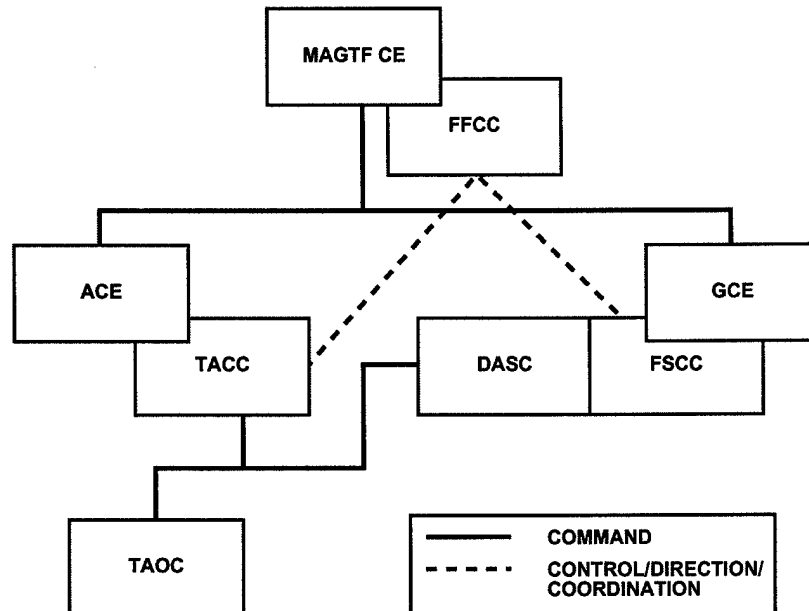 MAGTF CE
FFCC
ACE
GCE
TACC
DASC
FSCC
TAOC
COMMAND
CONTROL/DIRECTION/
COORDINATION